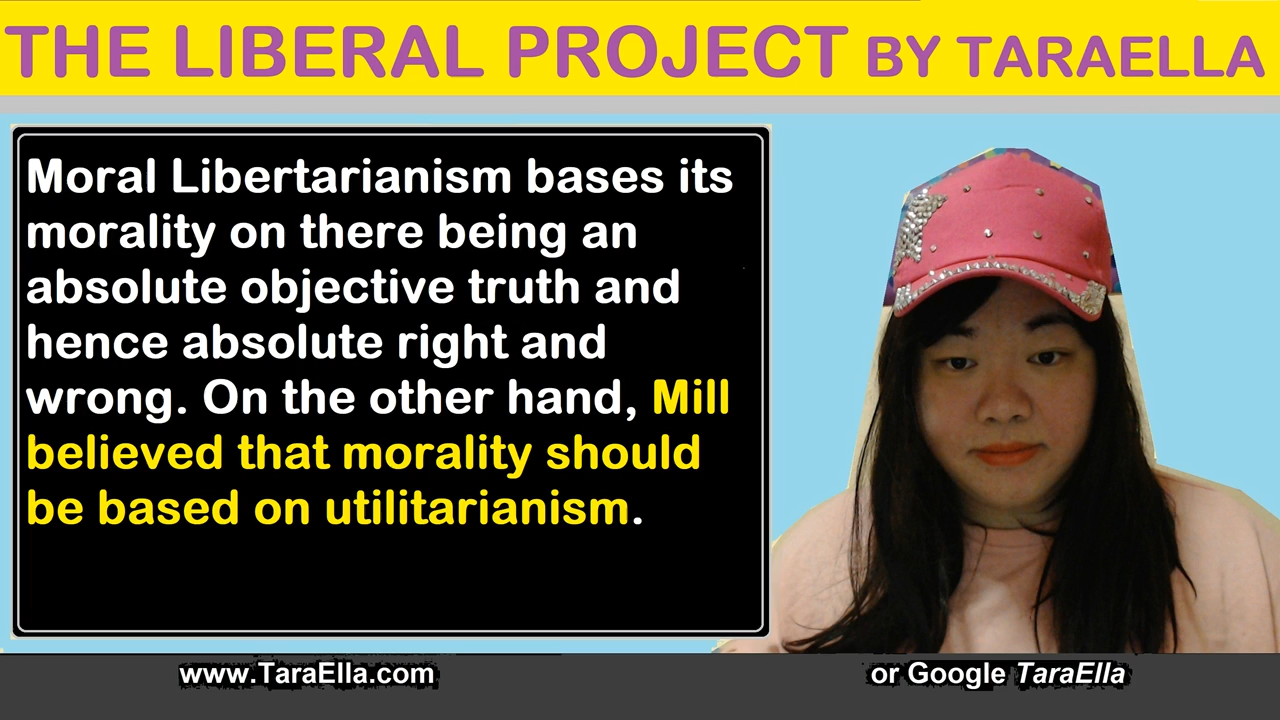 THE LIBERAL PROJECT BY TARAELLA
Moral Libertarianism bases its
morality on there being an
absolute objective truth and
hence absolute right and
wrong. On the other hand, Mill
believed that morality should
be based on utilitarianism.
www.TaraElla.com
or Google TaraElla